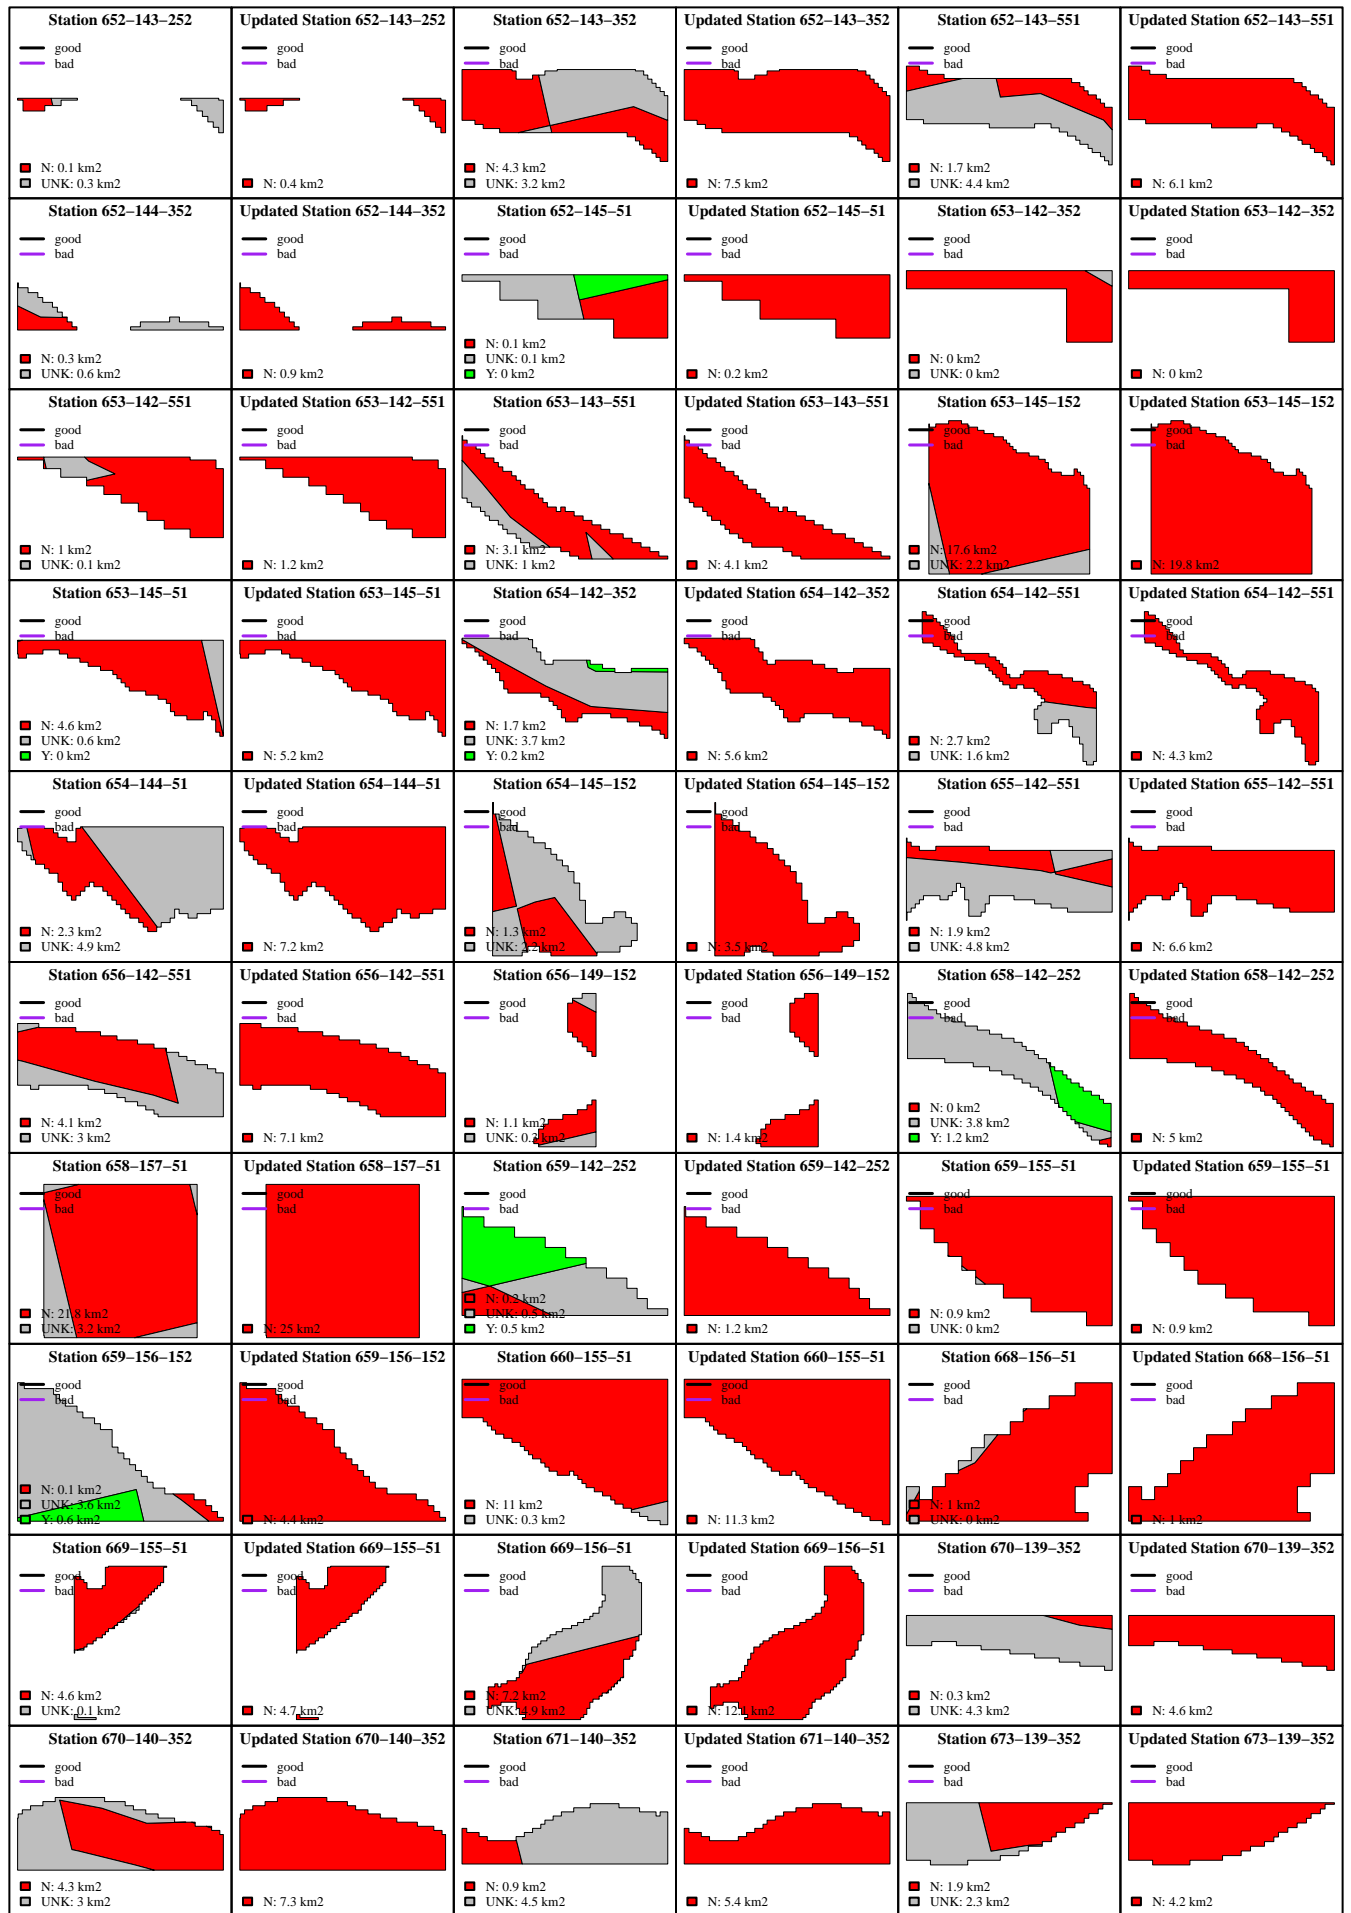 Station 652−143−252
good
bad
N: 0.1 km2
UNK: 0.3 km2
Updated Station 652−143−252
good
bad
N: 0.4 km2
Station 652−143−352
good
bad
N: 4.3 km2
UNK: 3.2 km2
Updated Station 652−143−352
good
bad
N: 7.5 km2
Station 652−143−551
good
bad
N: 1.7 km2
UNK: 4.4 km2
Updated Station 652−143−551
good
bad
N: 6.1 km2
Station 652−144−352
good
bad
N: 0.3 km2
UNK: 0.6 km2
Updated Station 652−144−352
good
bad
N: 0.9 km2
Station 652−145−51
good
bad
N: 0.1 km2
UNK: 0.1 km2
Y: 0 km2
Updated Station 652−145−51
good
bad
N: 0.2 km2
Station 653−142−352
good
bad
N: 0 km2
UNK: 0 km2
Updated Station 653−142−352
good
bad
N: 0 km2
Station 653−142−551
good
bad
N: 1 km2
UNK: 0.1 km2
Updated Station 653−142−551
good
bad
N: 1.2 km2
Station 653−143−551
good
bad
N: 3.1 km2
UNK: 1 km2
Updated Station 653−143−551
good
bad
N: 4.1 km2
Station 653−145−152
good
bad
N: 17.6 km2
UNK: 2.2 km2
Updated Station 653−145−152
good
bad
N: 19.8 km2
Station 653−145−51
good
bad
N: 4.6 km2
UNK: 0.6 km2
Y: 0 km2
Updated Station 653−145−51
good
bad
N: 5.2 km2
Station 654−142−352
good
bad
N: 1.7 km2
UNK: 3.7 km2
Y: 0.2 km2
Updated Station 654−142−352
good
bad
N: 5.6 km2
Station 654−142−551
good
bad
N: 2.7 km2
UNK: 1.6 km2
Updated Station 654−142−551
good
bad
N: 4.3 km2
Station 654−144−51
good
bad
N: 2.3 km2
UNK: 4.9 km2
Updated Station 654−144−51
good
bad
N: 7.2 km2
Station 654−145−152
good
bad
N: 1.3 km2
UNK: 2.2 km2
Updated Station 654−145−152
good
bad
N: 3.5 km2
Station 655−142−551
good
bad
N: 1.9 km2
UNK: 4.8 km2
Updated Station 655−142−551
good
bad
N: 6.6 km2
Station 656−142−551
good
bad
N: 4.1 km2
UNK: 3 km2
Updated Station 656−142−551
good
bad
N: 7.1 km2
Station 656−149−152
good
bad
N: 1.1 km2
UNK: 0.3 km2
Updated Station 656−149−152
good
bad
N: 1.4 km2
Station 658−142−252
good
bad
N: 0 km2
UNK: 3.8 km2
Y: 1.2 km2
Updated Station 658−142−252
good
bad
N: 5 km2
Station 658−157−51
good
bad
N: 21.8 km2
UNK: 3.2 km2
Updated Station 658−157−51
good
bad
N: 25 km2
Station 659−142−252
good
bad
N: 0.2 km2
UNK: 0.5 km2
Y: 0.5 km2
Updated Station 659−142−252
good
bad
N: 1.2 km2
Station 659−155−51
good
bad
N: 0.9 km2
UNK: 0 km2
Updated Station 659−155−51
good
bad
N: 0.9 km2
Station 659−156−152
good
bad
N: 0.1 km2
UNK: 3.6 km2
Y: 0.6 km2
Updated Station 659−156−152
good
bad
N: 4.4 km2
Station 660−155−51
good
bad
N: 11 km2
UNK: 0.3 km2
Updated Station 660−155−51
good
bad
N: 11.3 km2
Station 668−156−51
good
bad
N: 1 km2
UNK: 0 km2
Updated Station 668−156−51
good
bad
N: 1 km2
Station 669−155−51
good
bad
N: 4.6 km2
UNK: 0.1 km2
Updated Station 669−155−51
good
bad
N: 4.7 km2
Station 669−156−51
good
bad
N: 7.2 km2
UNK: 4.9 km2
Updated Station 669−156−51
good
bad
N: 12.1 km2
Station 670−139−352
good
bad
N: 0.3 km2
UNK: 4.3 km2
Updated Station 670−139−352
good
bad
N: 4.6 km2
Station 670−140−352
good
bad
N: 4.3 km2
UNK: 3 km2
Updated Station 670−140−352
good
bad
N: 7.3 km2
Station 671−140−352
good
bad
N: 0.9 km2
UNK: 4.5 km2
Updated Station 671−140−352
good
bad
N: 5.4 km2
Station 673−139−352
good
bad
N: 1.9 km2
UNK: 2.3 km2
Updated Station 673−139−352
good
bad
N: 4.2 km2